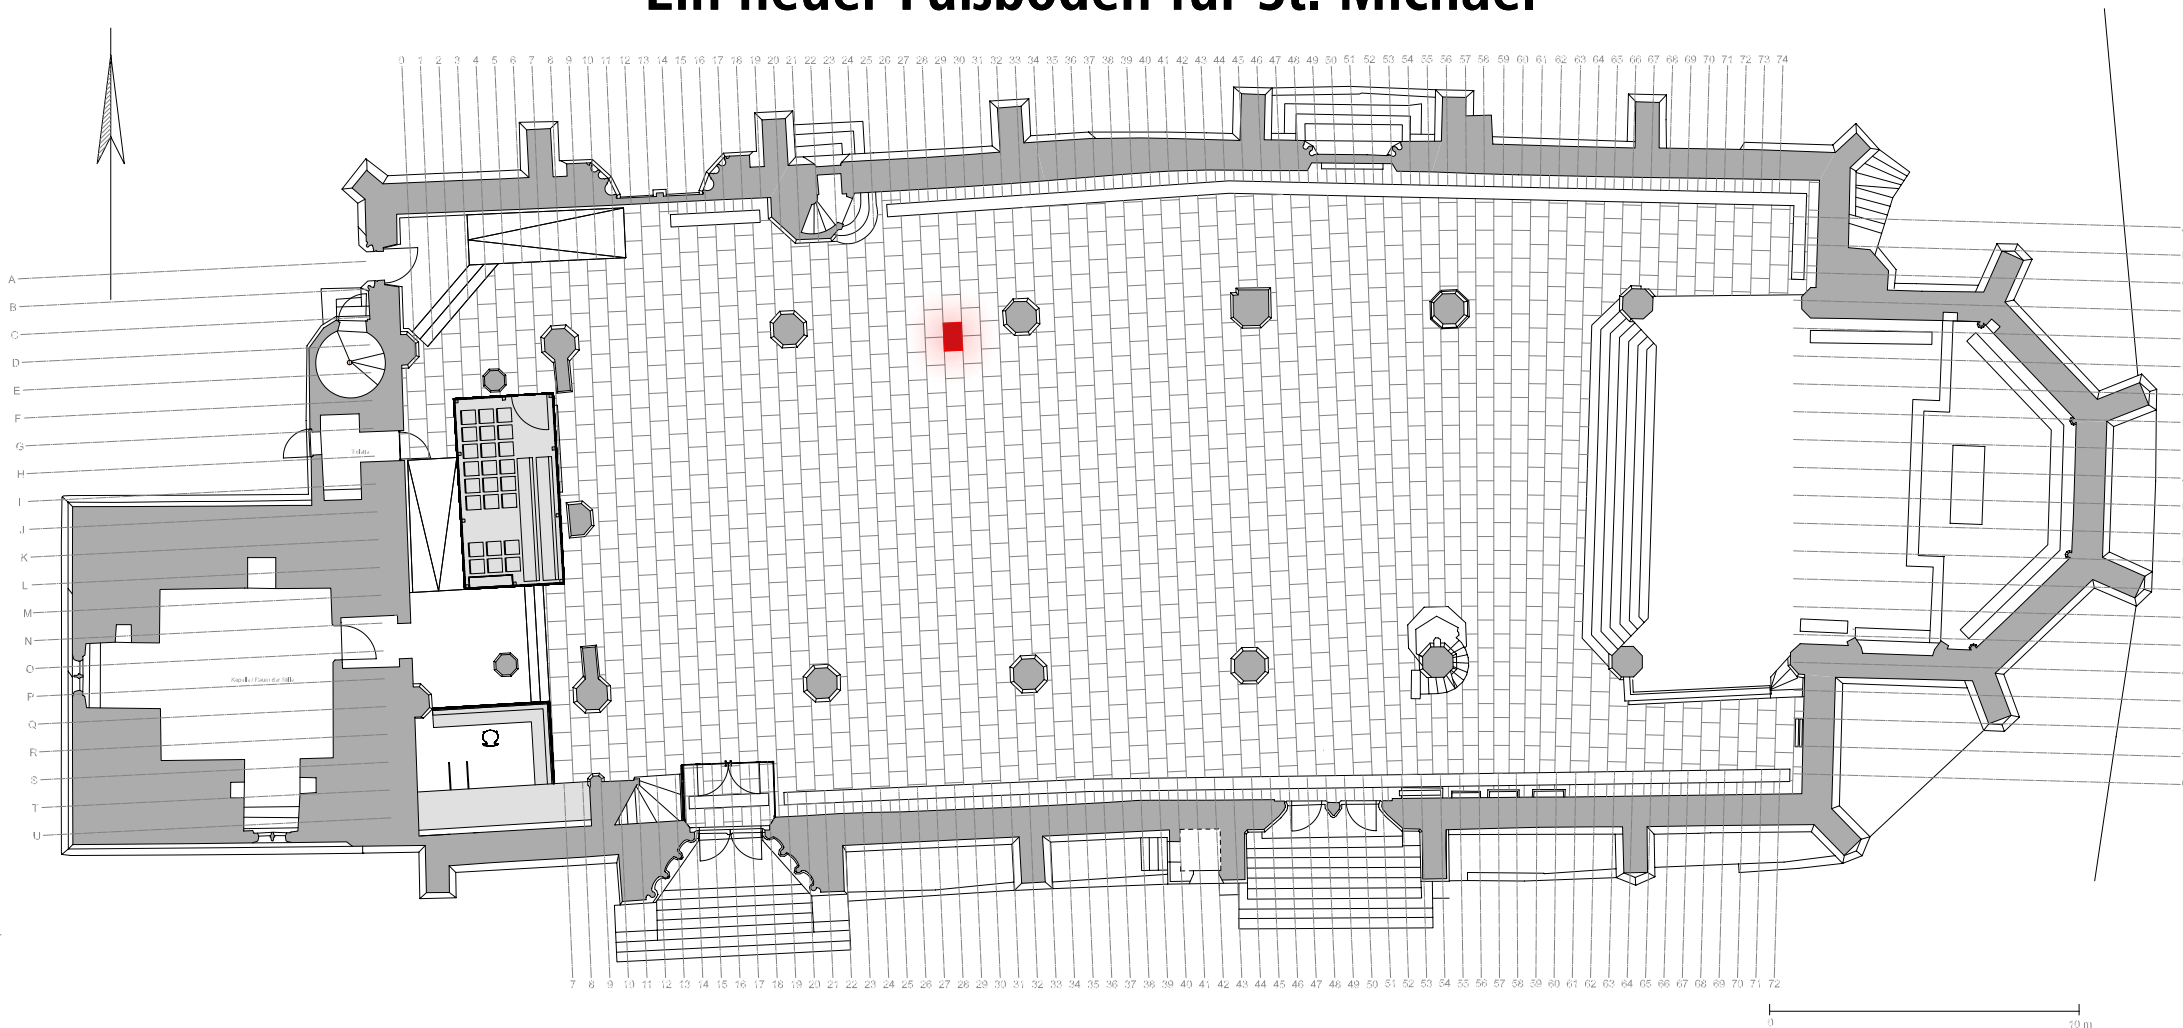 Ein neuer Fußboden für St. Michael
0 1 2 3 4 5 6 7 8 9 10 11 12 13 14 15 16 17 18 19 20 21 22 23 24 25 26 27 28 29 30 31 32 33 34 35 36 37 38 39 40 41 42 43 44 45 46 47 48 49 50 51 52 53 54 55 56 57 58 59 60 61 62 63 64 65 66 67 68 69 70 71 72 73 74
A
B
C
D
E
F
G
H
I
J
K
L
M
N
O
P
Q
R
S
T
U
7 8 9 10 11 12 13 14 15 16 17 18 19 20 21 22 23 24 25 26 27 28 29 30 31 32 33 34 35 36 37 38 39 40 41 42 43 44 45 46 47 48 49 50 51 52 53 54 55 56 57 58 59 60 61 62 63 64 65 66 67 68 69 70 71 72
0 10 m